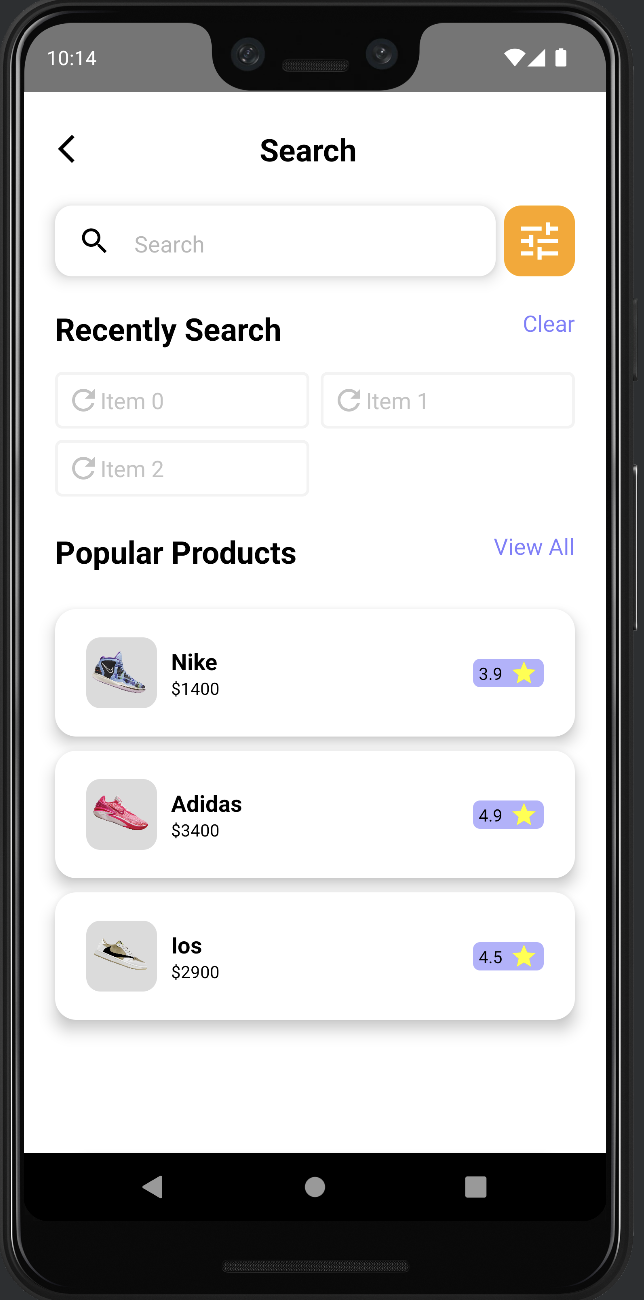 10:14
Search
Search
Recently Search
Clear
Item 0
Item 1
Item 2
Popular Products
View All
Nike
$1400
3.9
Adidas
$3400
4.9
Ios
$2900
4.5